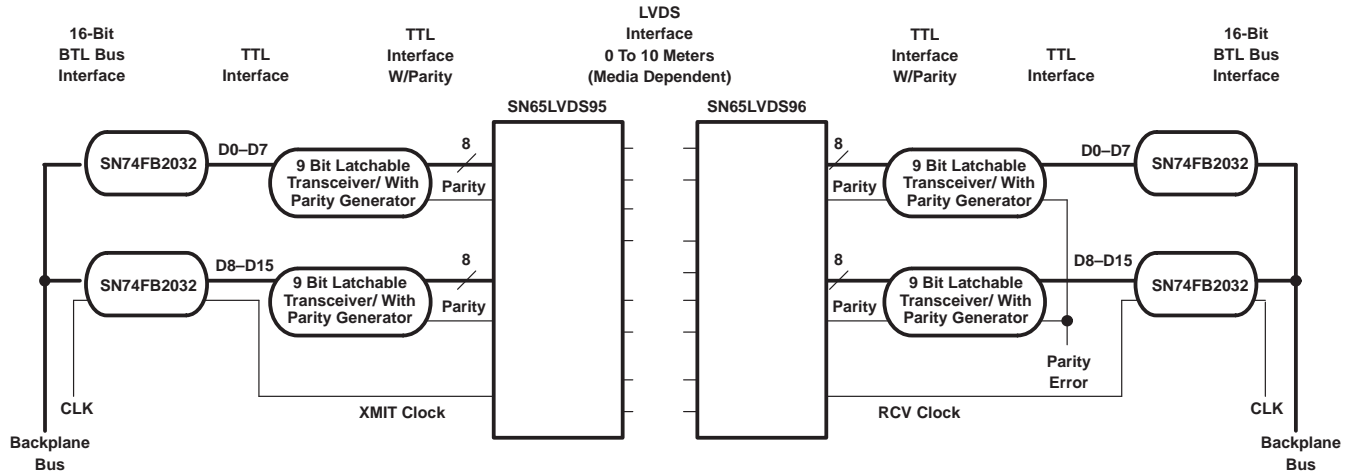 16-Bit
BTL Bus
Interface
TTL
Interface
TTL
Interface
W/Parity
LVDS
Interface
0 To 10 Meters
(Media Dependent)
TTL
Interface
W/Parity
TTL
Interface
16-Bit
BTL Bus
Interface
SN65LVDS95
SN65LVDS96
SN74FB2032
D0–D7
9 Bit Latchable
Transceiver/ With
Parity Generator
8
Parity
8
Parity
9 Bit Latchable
Transceiver/ With
Parity Generator
D0–D7
SN74FB2032
SN74FB2032
D8–D15
9 Bit Latchable
Transceiver/ With
Parity Generator
8
Parity
8
Parity
9 Bit Latchable
Transceiver/ With
Parity Generator
D8–D15
SN74FB2032
Parity
Error
CLK
XMIT Clock
RCV Clock
CLK
Backplane
Bus
Backplane
Bus